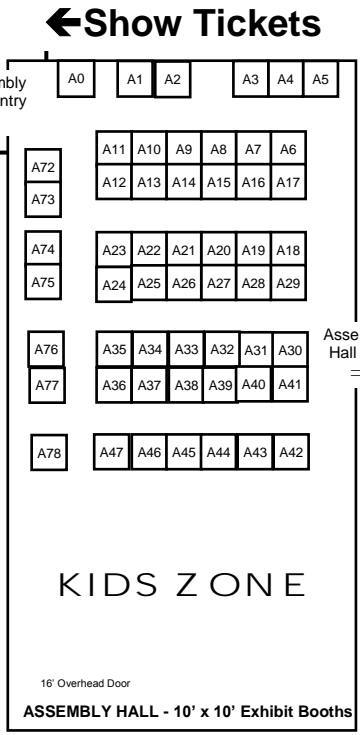 ←Show Tickets
A0 A1 A2 A3 A4 A5
A11 A10 A9 A8 A7 A6
A72
A12 A13 A14 A15 A16 A17
A73
A74 A23 A22 A21 A20 A19 A18
A75 A24 A25 A26 A27 A28 A29
Asse
Hall
A76 A35 A34 A33 A32 A31 A30
A77 A36 A37 A38 A39 A40 A41
A78 A47 A46 A45 A44 A43 A42
KIDS ZONE
16' Overhead Door
ASSEMBLY HALL - 10' x 10' Exhibit Booths